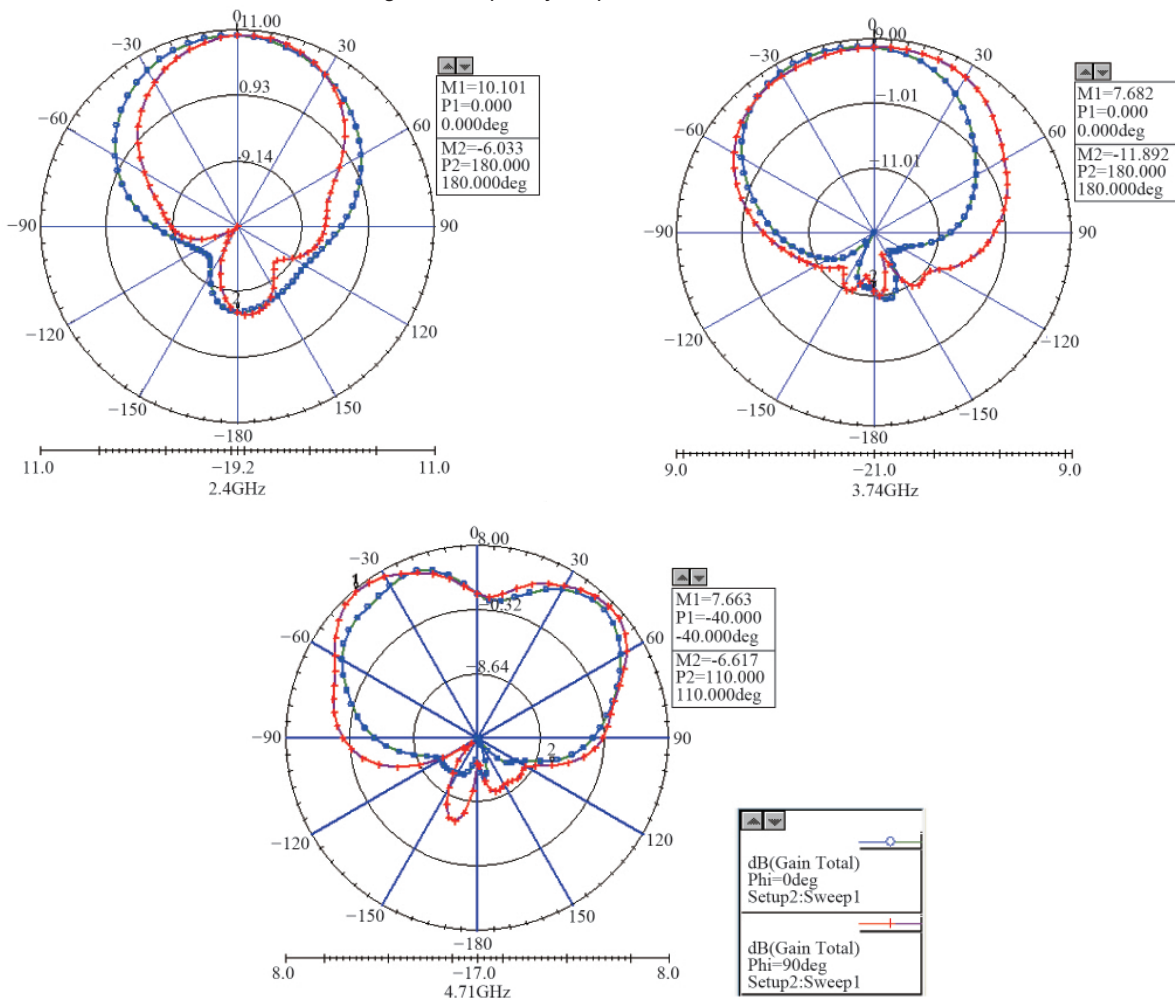 0
11.00
−30
30
0.93
−60
60
9.14
−90
90
−120
120
−150
150
−180
M1=10.101
P1=0.000
0.000deg
M2=-6.033
P2=180.000
180.000deg
11.0
−19.2
11.0
2.4GHz
0
9.00
−30
30
−1.01
−60
60
−11.01
−90
90
−120
−120
−150
−150
−180
M1=7.682
P1=0.000
0.000deg
M2=-11.892
P2=180.000
180.000deg
9.0
−21.0
9.0
3.74GHz
0
8.00
−30
1
30
−0.32
−60
60
−8.64
−90
90
2
−120
120
−150
150
−180
M1=7.663
P1=-40.000
-40.000deg
M2=-6.617
P2=110.000
110.000deg
8.0
−17.0
8.0
4.71GHz
dB(Gain Total)
Phi=0deg
Setup2:Sweep1
dB(Gain Total)
Phi=90deg
Setup2:Sweep1